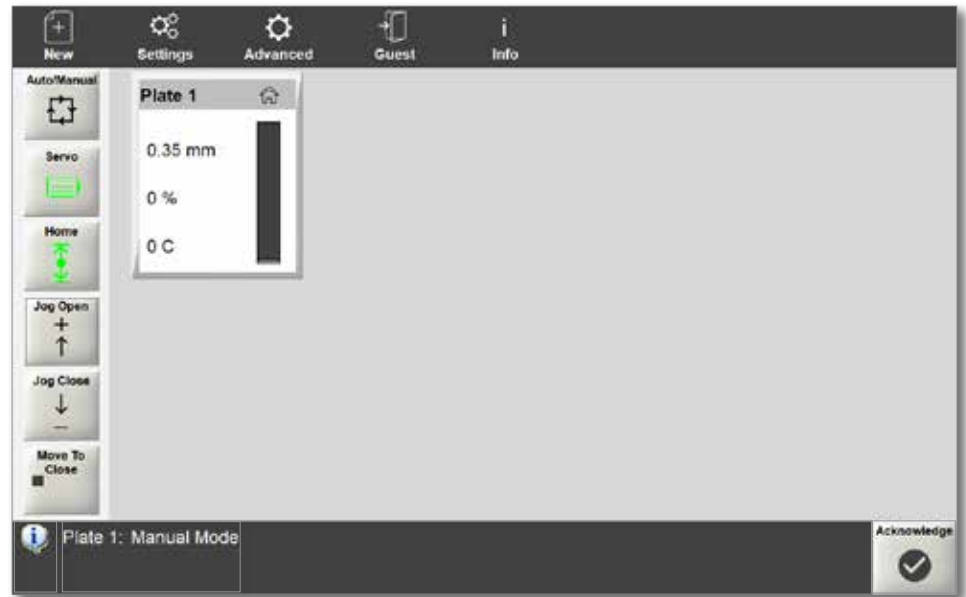 New Settings Advanced Guest Info
Auto/Manual
Servo
Home
Jog Open
Jog Close
Move To
Close
Plate 1
0.35 mm
0 %
0 C
Plate 1: Manual Mode
Acknowledge